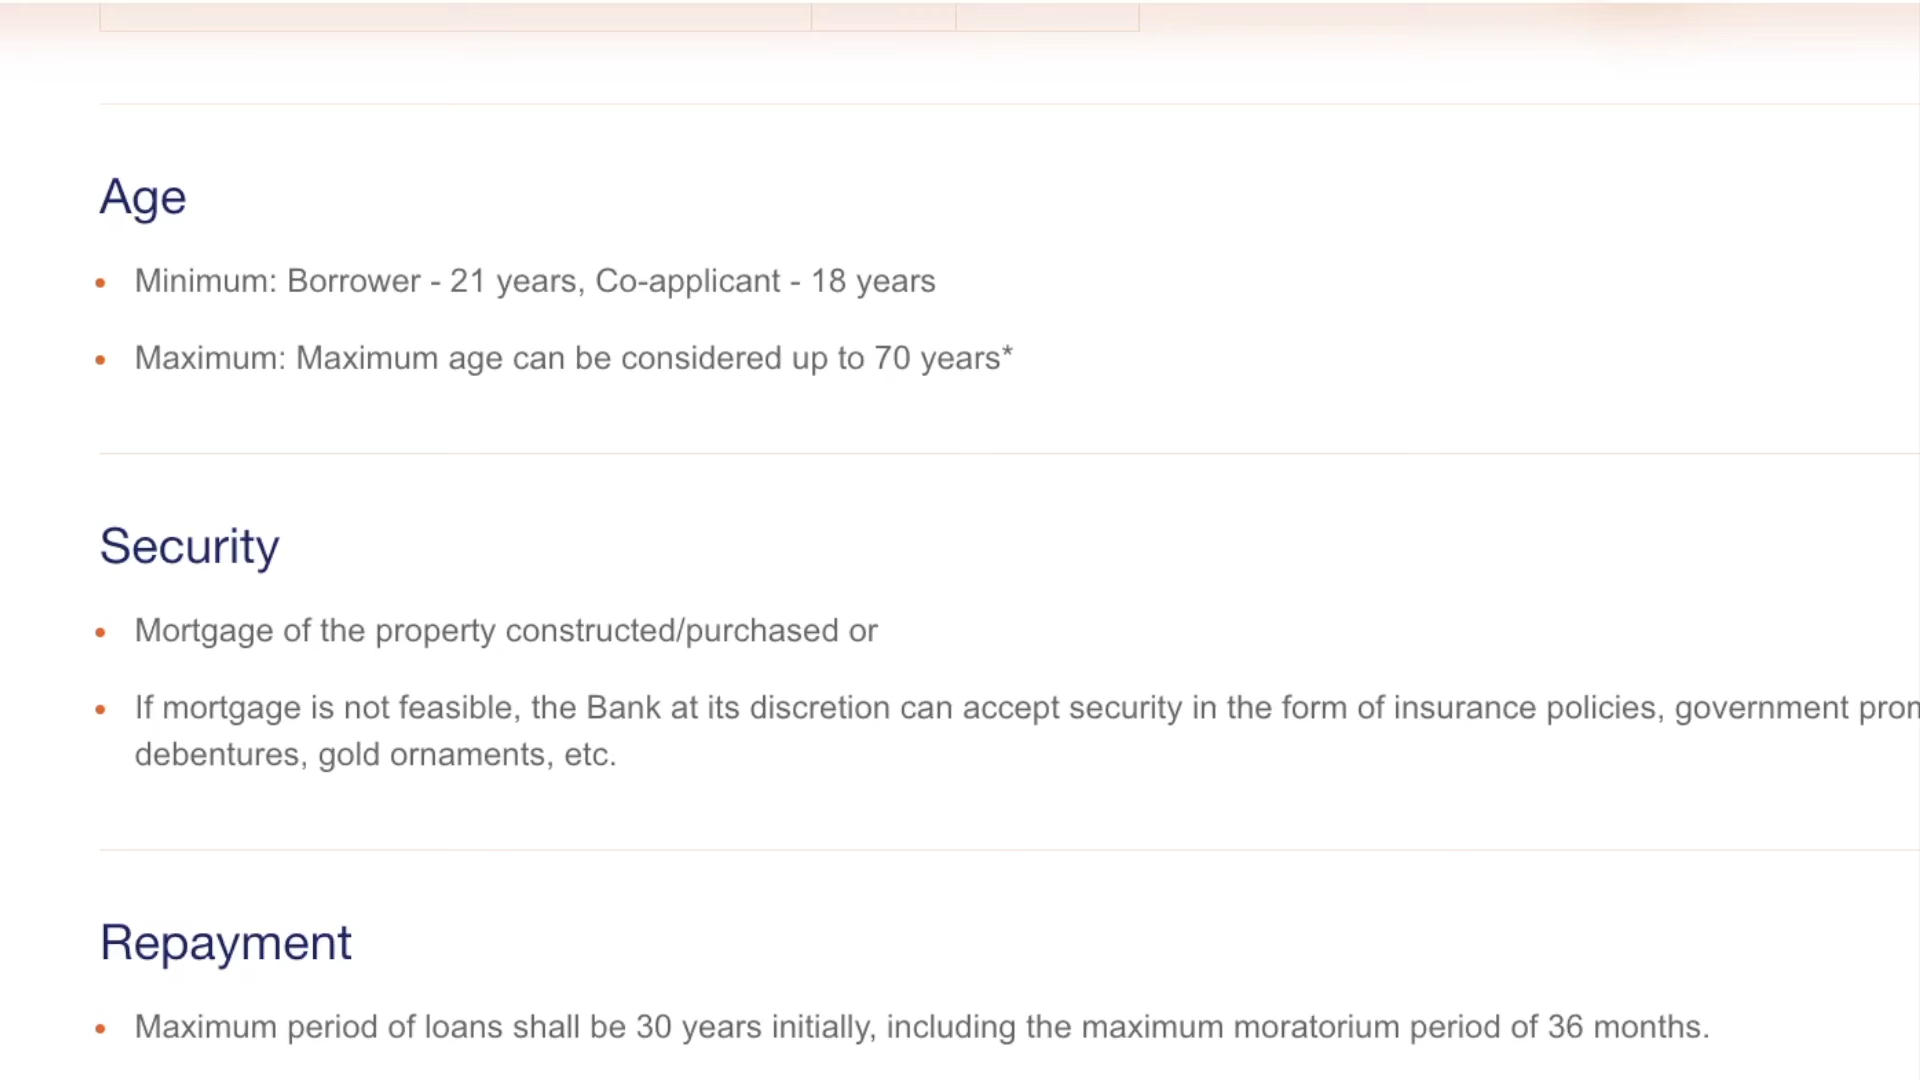 Age
Minimum: Borrower - 21 years, Co-applicant - 18 years
Maximum: Maximum age can be considered up to 70 years*
Security
Mortgage of the property constructed/purchased or
If mortgage is not feasible, the Bank at its discretion can accept security in the form of insurance policies, government
debentures, gold ornaments, etc.
Repayment
Maximum period of loans shall be 30 years initially, including the maximum moratorium period of 36 months.